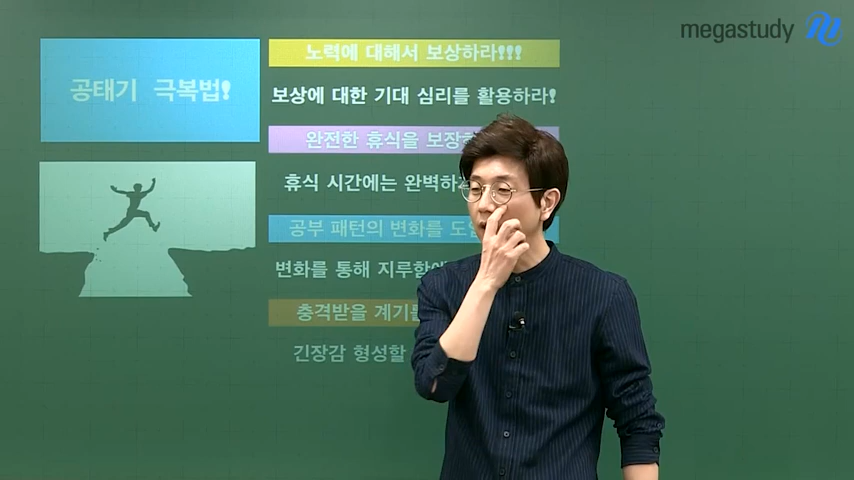 megastudy
공태기 극복법!
노력에 대해서 보상하라!!!
보상에 대한 기대 심리를 활용하라!
완전한 휴식을 보장
휴식 시간에는 완벽하
공부 패턴의 변화를
변화를 통해 지루함에
충격받을 계기를
긴장감 형성할